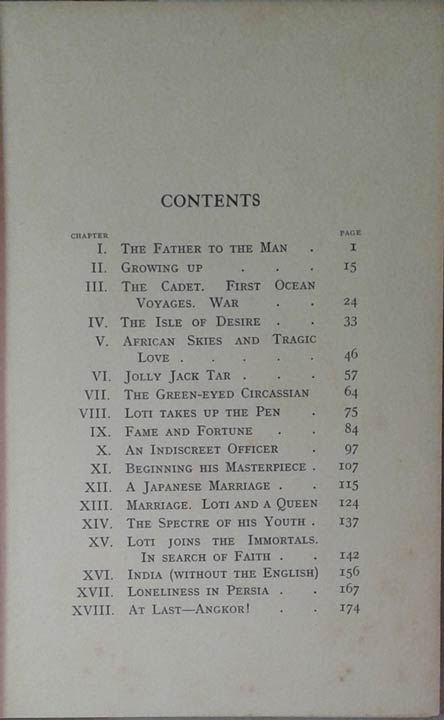 CONTENTS
CHAPTER PAGE
I. THE FATHER TO THE MAN . 1
II. GROWING UP . . . 15
III. THE CADET. FIRST OCEAN
VOYAGES. WAR . . 24
IV. THE ISLE OF DESIRE . . 33
V. AFRICAN SKIES AND TRAGIC
LOVE . . . . . 46
VI. JOLLY JACK TAR . . . 57
VII. THE GREEN-EYED CIRCASSIAN 64
VIII. LOTI TAKES UP THE PEN . 75
IX. FAME AND FORTUNE . . 84
X. AN INDISCREET OFFICER . 97
XI. BEGINNING HIS MASTERPIECE . 107
XII. A JAPANESE MARRIAGE . . 115
XIII. MARRIAGE. LOTI AND A QUEEN 124
XIV. THE SPECTRE OF HIS YOUTH . 137
XV. LOTI JOINS THE IMMORTALS.
IN SEARCH OF FAITH . . 142
XVI. INDIA (WITHOUT THE ENGLISH) 156
XVII. LONELINESS IN PERSIA . . 167
XVIII. AT LAST—ANGKOR! . . 174